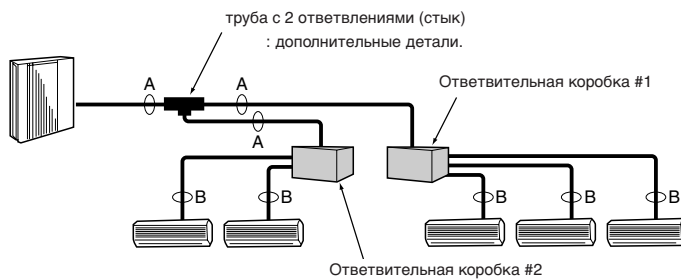 труба с 2 ответвлениями (стык)
: дополнительные детали.
Ответвительная коробка #1
A
A
A
B
B
B
B
B
Ответвительная коробка #2